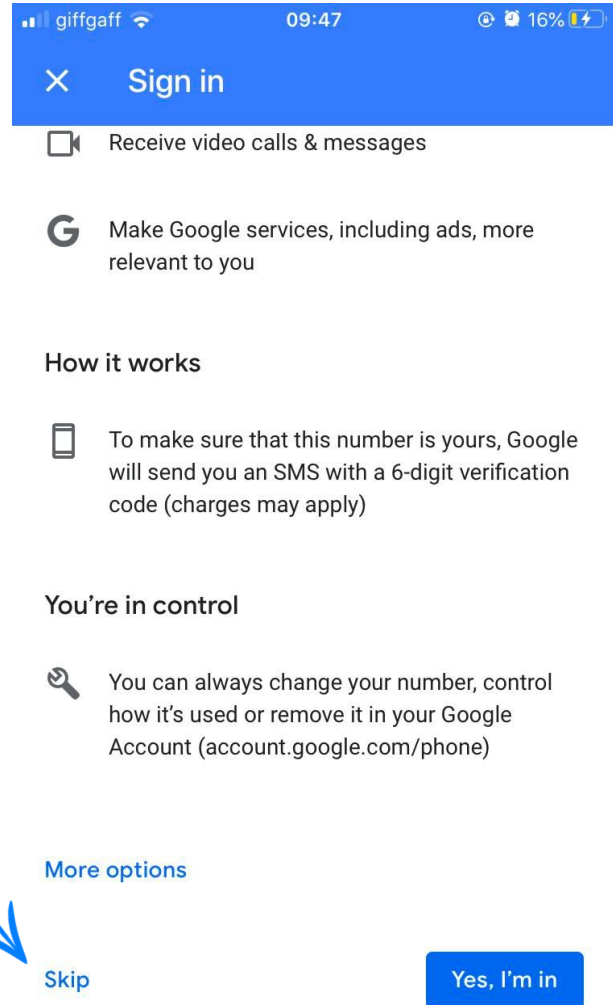 giffgaff 09:47 16%
Sign in
Receive video calls & messages
Make Google services, including ads, more
relevant to you
How it works
To make sure that this number is yours, Google
will send you an SMS with a 6-digit verification
code (charges may apply)
You're in control
You can always change your number, control
how it's used or remove it in your Google
Account (account.google.com/phone)
More options
Skip Yes, I'm in